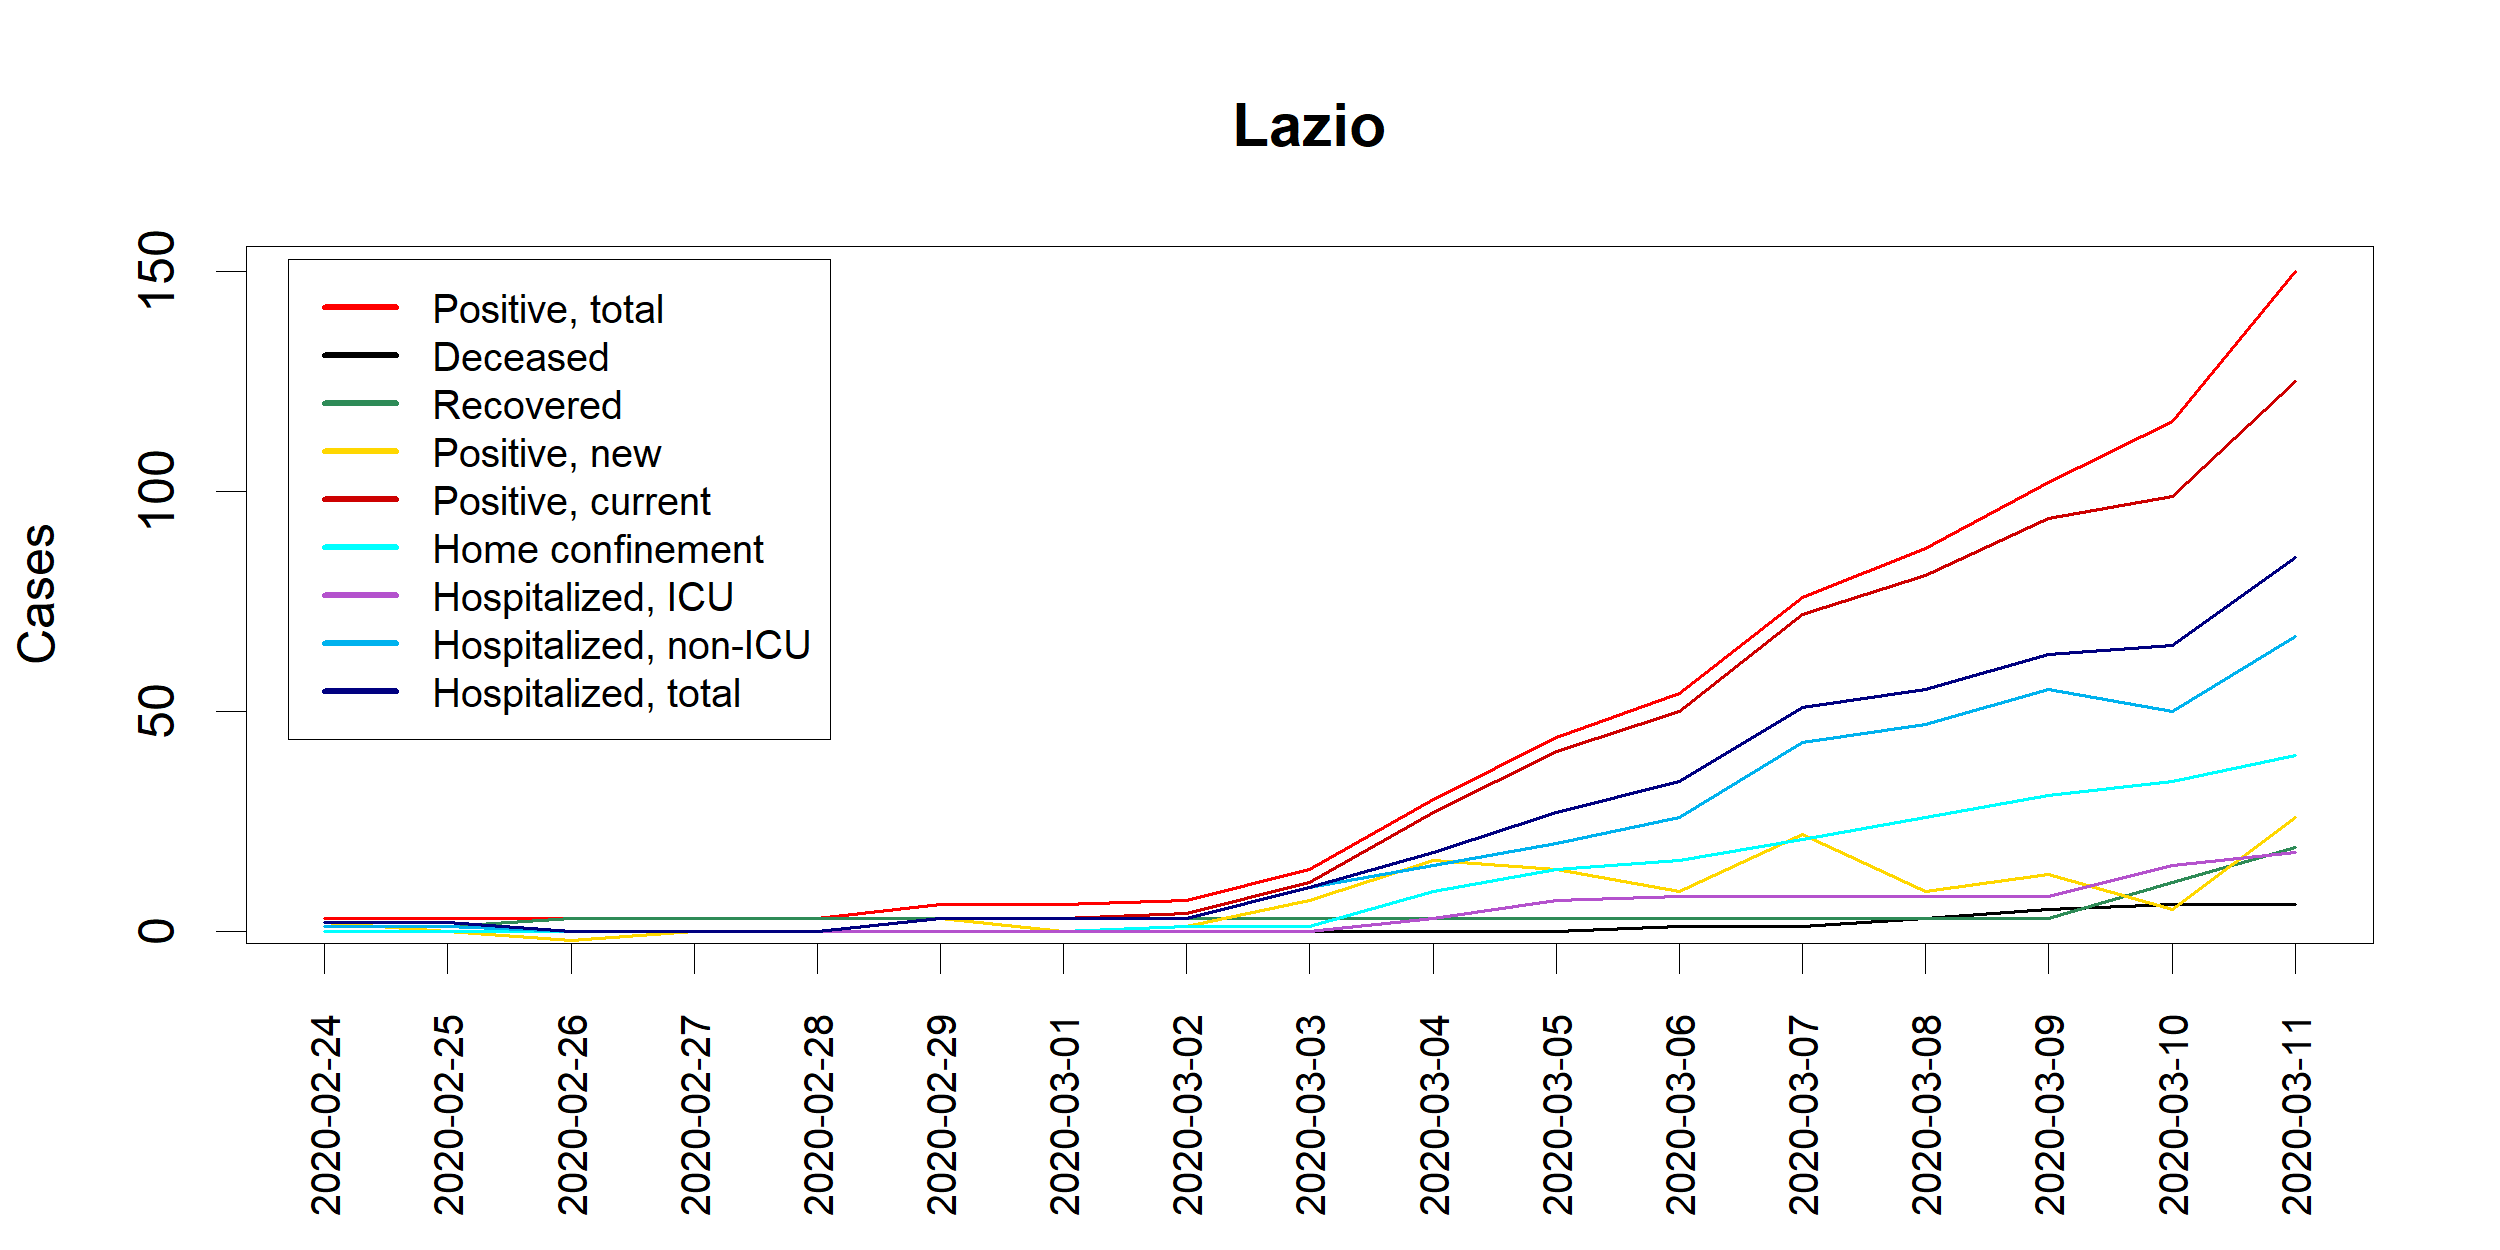 Lazio
150
100
50
0
Cases
Positive, total
Deceased
Recovered
Positive, new
Positive, current
Home confinement
Hospitalized, ICU
Hospitalized, non-ICU
Hospitalized, total
2020-02-24
2020-02-25
2020-02-26
2020-02-27
2020-02-28
2020-02-29
2020-03-01
2020-03-02
2020-03-03
2020-03-04
2020-03-05
2020-03-06
2020-03-07
2020-03-08
2020-03-09
2020-03-10
2020-03-11